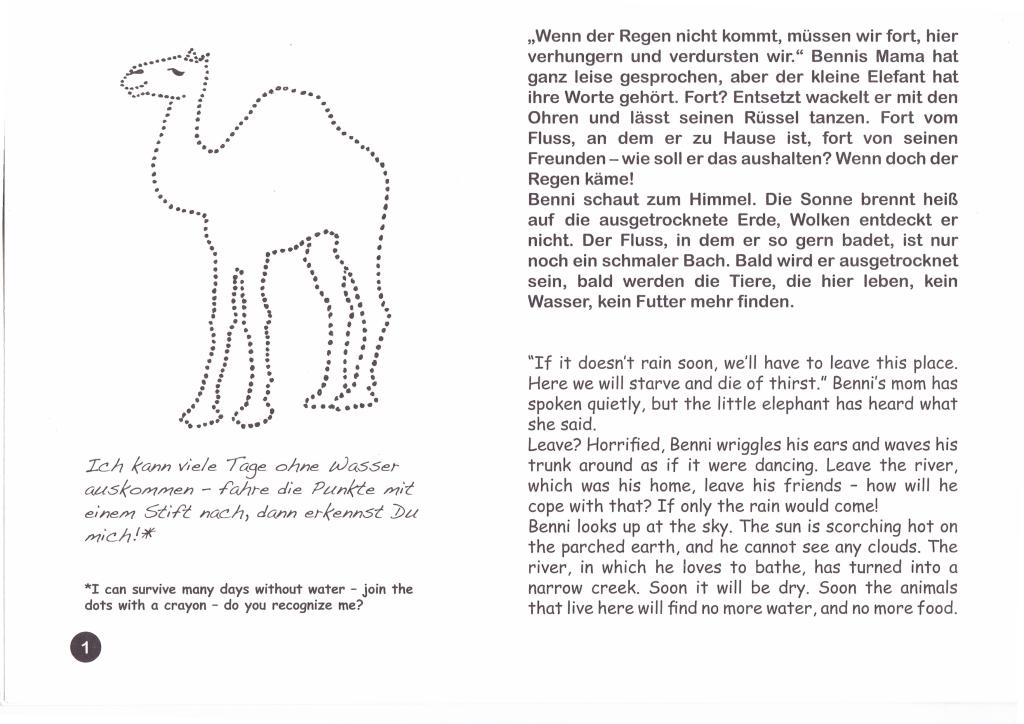 Ich kann viele Tage ohne Wasser
auskommen – fahre die Punkte mit
einem Stift nach, dann erkennst Du
mich!*
*I can survive many days without water – join the
dots with a crayon – do you recognize me?
1
„Wenn der Regen nicht kommt, müssen wir fort, hier
verhungern und verdursten wir.“ Bennis Mama hat
ganz leise gesprochen, aber der kleine Elefant hat
ihre Worte gehört. Fort? Entsetzt wackelt er mit den
Ohren und lässt seinen Rüssel tanzen. Fort vom
Fluss, an dem er zu Hause ist, fort von seinen
Freunden – wie soll er das aushalten? Wenn doch der
Regen käme!
Benni schaut zum Himmel. Die Sonne brennt heiß
auf die ausgetrocknete Erde, Wolken entdeckt er
nicht. Der Fluss, in dem er so gern badet, ist nur
noch ein schmaler Bach. Bald wird er ausgetrocknet
sein, bald werden die Tiere, die hier leben, kein
Wasser, kein Futter mehr finden.
“If it doesn’t rain soon, we’ll have to leave this place.
Here we will starve and die of thirst.” Benni’s mom has
spoken quietly, but the little elephant has heard what
she said.
Leave? Horrified, Benni wriggles his ears and waves his
trunk around as if it were dancing. Leave the river,
which was his home, leave his friends – how will he
cope with that? If only the rain would come!
Benni looks up at the sky. The sun is scorching hot on
the parched earth, and he cannot see any clouds. The
river, in which he loves to bathe, has turned into a
narrow creek. Soon it will be dry. Soon the animals
that live here will find no more water, and no more food.